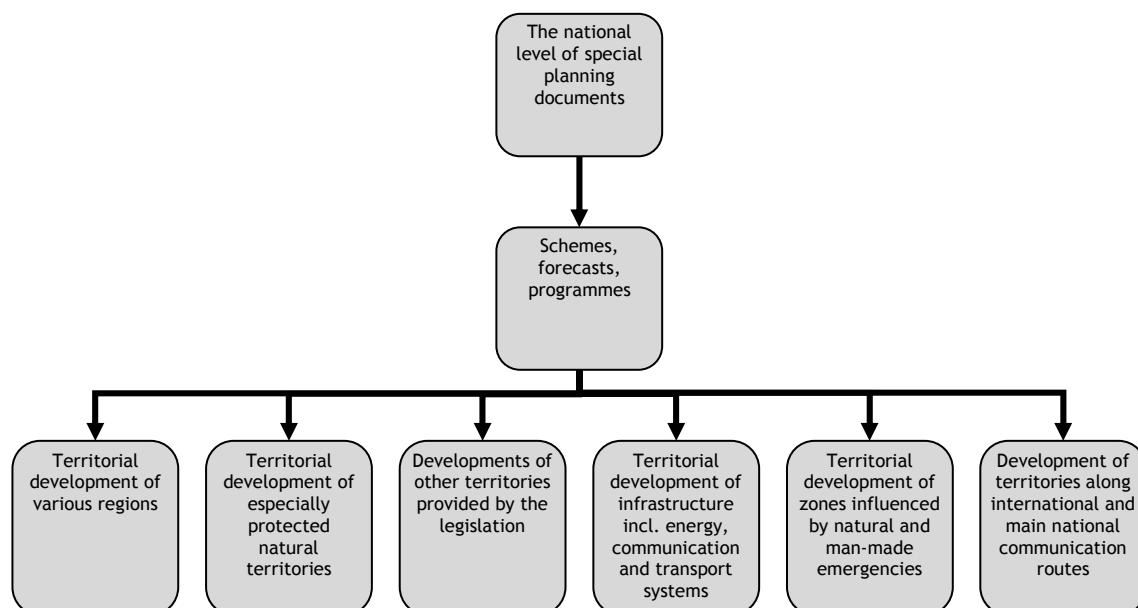 The national
level of special
planning
documents
Schemes,
forecasts,
programmes
Territorial
development of
various regions
Territorial
development of
especially
protected
natural
territories
Developments of
other territories
provided by the
legislation
Territorial
development of
infrastructure
incl. energy,
communication
and transport
systems
Territorial
development of
zones influenced
by natural and
man-made
emergencies
Development of
territories along
international and
main national
communication
routes